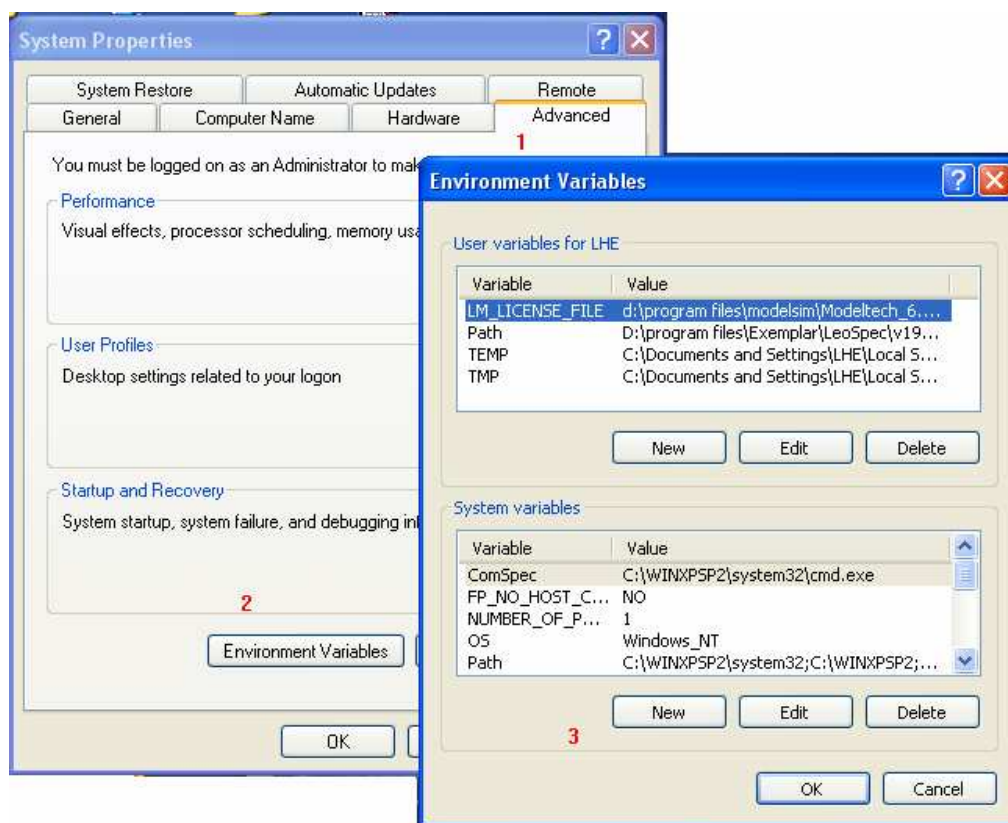 System Properties
System Restore Automatic Updates Remote
General Computer Name Hardware Advanced
1
You must be logged on as an Administrator to mak
Performance
Visual effects, processor scheduling, memory usa
User Profiles
Desktop settings related to your logon
Startup and Recovery
System startup, system failure, and debugging in
2
Environment Variables
OK
Environment Variables
User variables for LHE
Variable Value
LM_LICENSE_FILE d:\program files\modelsim\Modeltech_6....
Path D:\program files\Exemplar\LeoSpec\v19...
TEMP C:\Documents and Settings\LHE\Local S...
TMP C:\Documents and Settings\LHE\Local S...
New Edit Delete
System variables
Variable Value
ComSpec C:\WINXPSP2\system32\cmd.exe
FP_NO_HOST_C... NO
NUMBER_OF_P... 1
OS Windows_NT
Path C:\WINXPSP2\system32;C:\WINXPSP2;...
New Edit Delete
3
OK Cancel